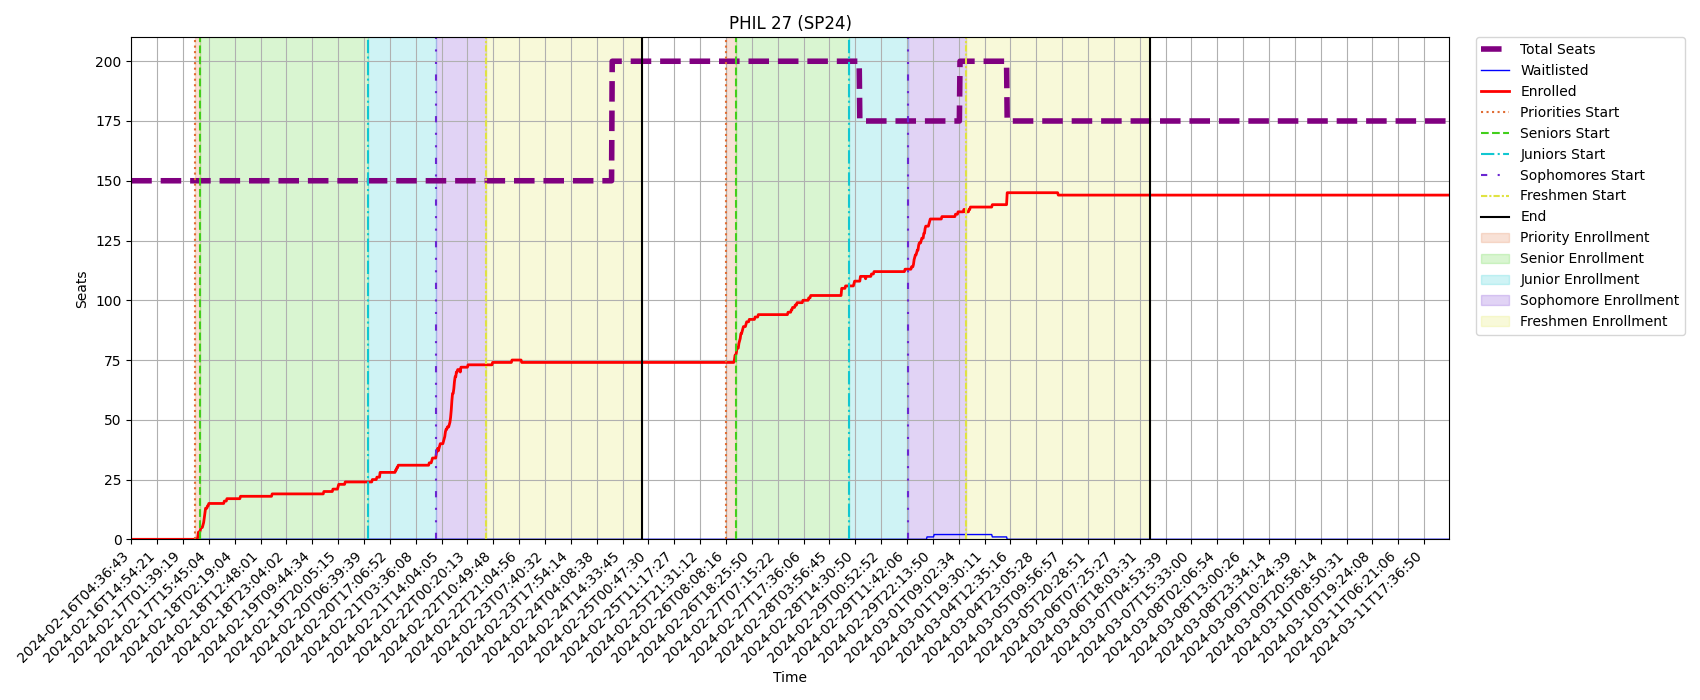 PHIL 27 (SP24)
Seats
200
175
150
125
100
75
50
25
0
2024-02-16T04:36:43
2024-02-16T14:54:21
2024-02-17T01:39:19
2024-02-17T15:45:04
2024-02-18T02:19:04
2024-02-18T12:48:01
2024-02-18T23:04:02
2024-02-19T09:44:34
2024-02-19T20:05:15
2024-02-20T06:39:39
2024-02-20T17:06:52
2024-02-21T03:36:08
2024-02-21T14:04:05
2024-02-22T00:20:13
2024-02-22T10:49:48
2024-02-22T21:04:56
2024-02-23T07:40:32
2024-02-23T17:54:14
2024-02-24T04:08:38
2024-02-24T14:33:45
2024-02-25T00:47:30
2024-02-25T11:17:27
2024-02-25T21:31:12
2024-02-26T08:08:16
2024-02-26T18:25:50
2024-02-27T07:15:22
2024-02-27T17:36:06
2024-02-28T03:56:45
2024-02-28T14:30:50
2024-02-29T00:52:52
2024-02-29T11:42:06
2024-02-29T22:13:50
2024-03-01T09:02:34
2024-03-01T19:30:11
2024-03-04T12:35:16
2024-03-04T23:05:28
2024-03-05T09:56:57
2024-03-05T20:28:51
2024-03-06T07:25:27
2024-03-06T18:03:31
2024-03-07T04:53:39
2024-03-07T15:33:00
2024-03-08T02:06:54
2024-03-08T13:00:26
2024-03-08T23:34:14
2024-03-09T10:24:39
2024-03-09T20:58:14
2024-03-10T08:50:31
2024-03-10T19:24:08
2024-03-11T06:21:06
2024-03-11T17:36:50
Time
Total Seats
Waitlisted
Enrolled
Priorities Start
Seniors Start
Juniors Start
Sophomores Start
Freshmen Start
End
Priority Enrollment
Senior Enrollment
Junior Enrollment
Sophomore Enrollment
Freshmen Enrollment